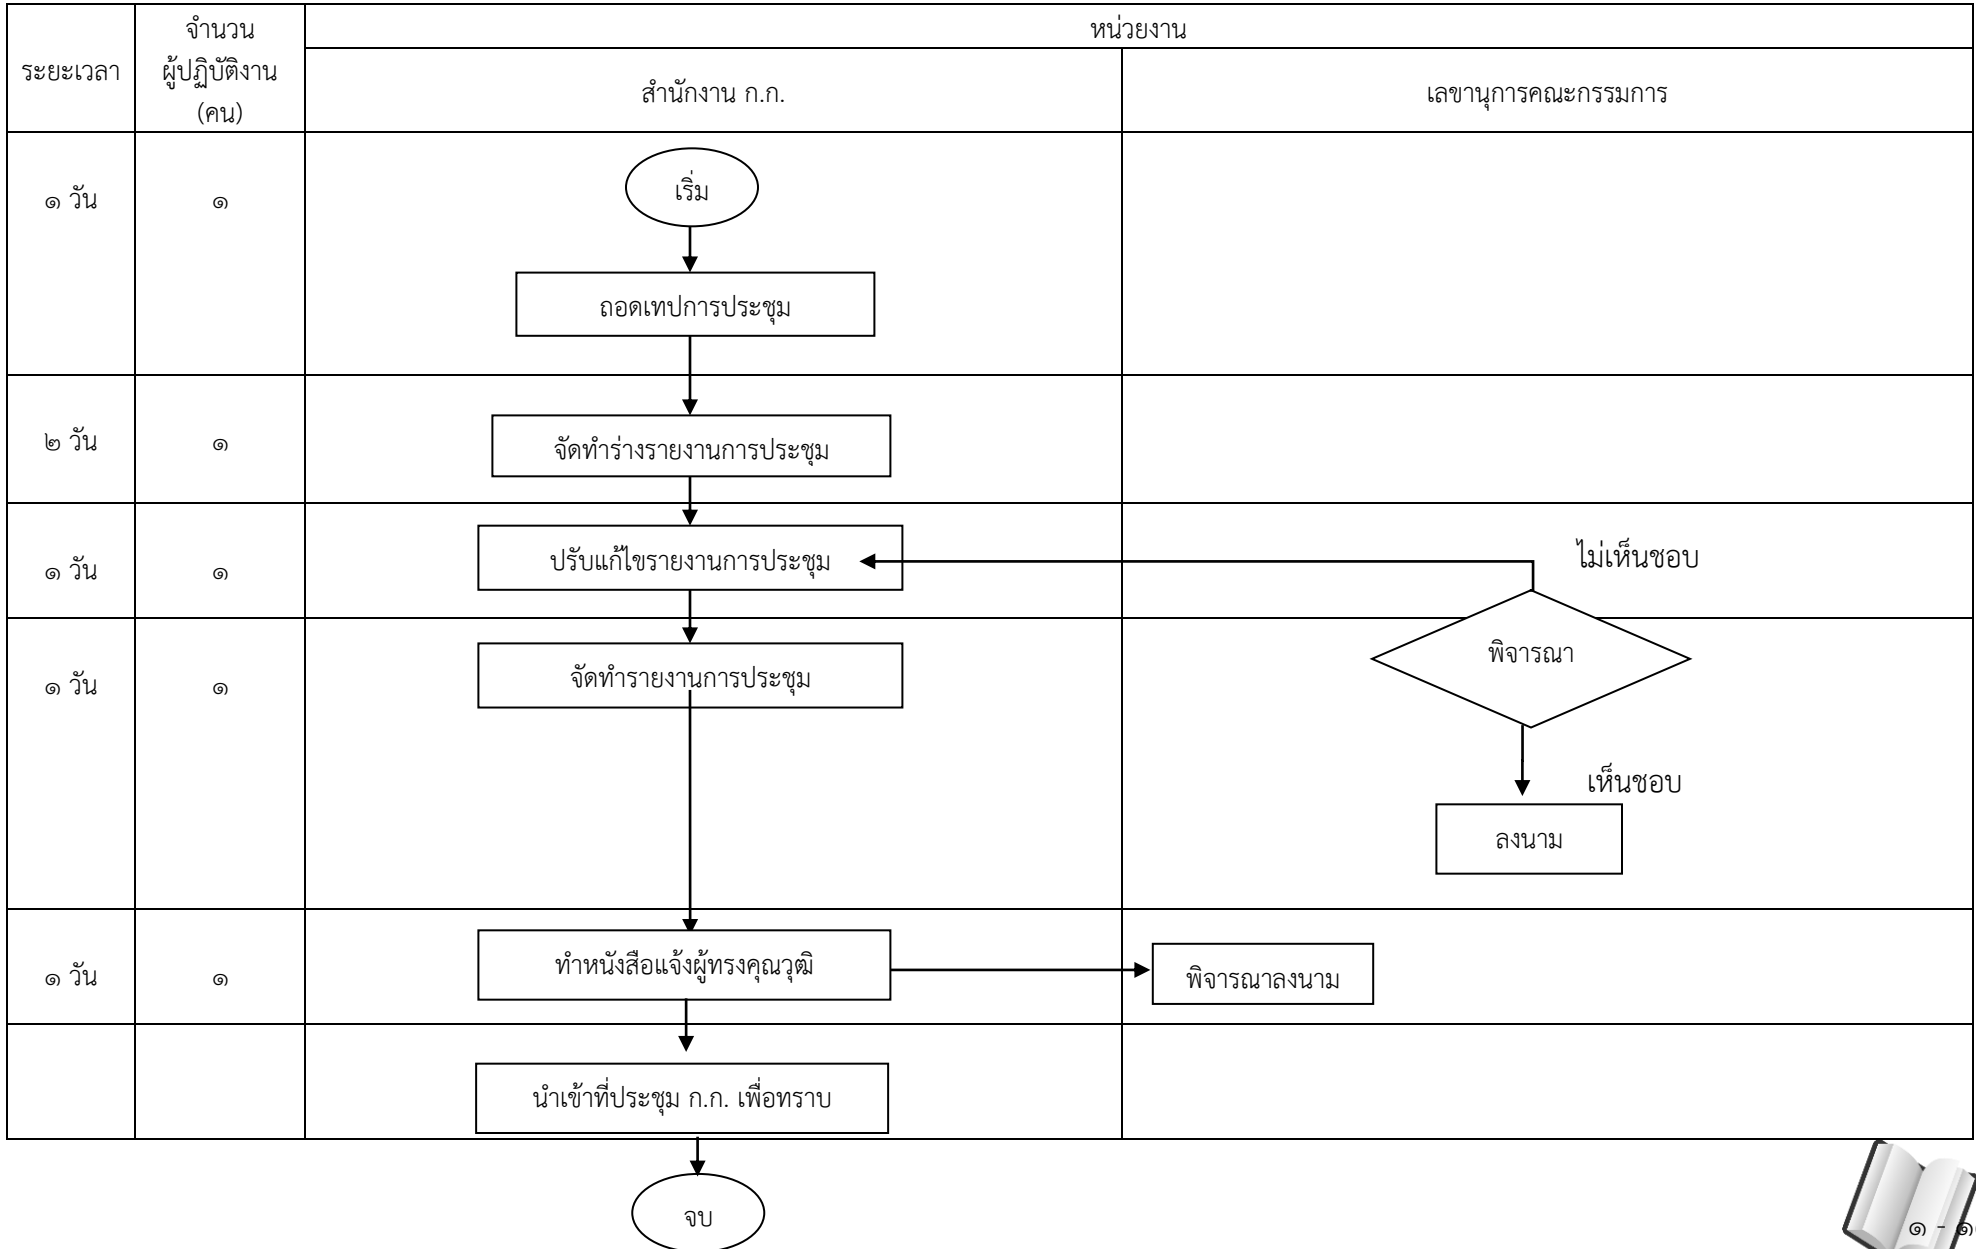 ระยะเวลา
จำนวน
ผู้ปฏิบัติงาน
(คน)
หน่วยงาน
สำนักงาน ก.ก.
เลขานุการคณะกรรมการ
๑ วัน
๑
เริ่ม
ถอดเทปการประชุม
๒ วัน
๑
จัดทำร่างรายงานการประชุม
๑ วัน
๑
ปรับแก้ไขรายงานการประชุม
ไม่เห็นชอบ
๑ วัน
๑
จัดทำรายงานการประชุม
พิจารณา
เห็นชอบ
ลงนาม
๑ วัน
๑
ทำหนังสือแจ้งผู้ทรงคุณวุฒิ
พิจารณาลงนาม
นำเข้าที่ประชุม ก.ก. เพื่อทราบ
จบ
๑ -